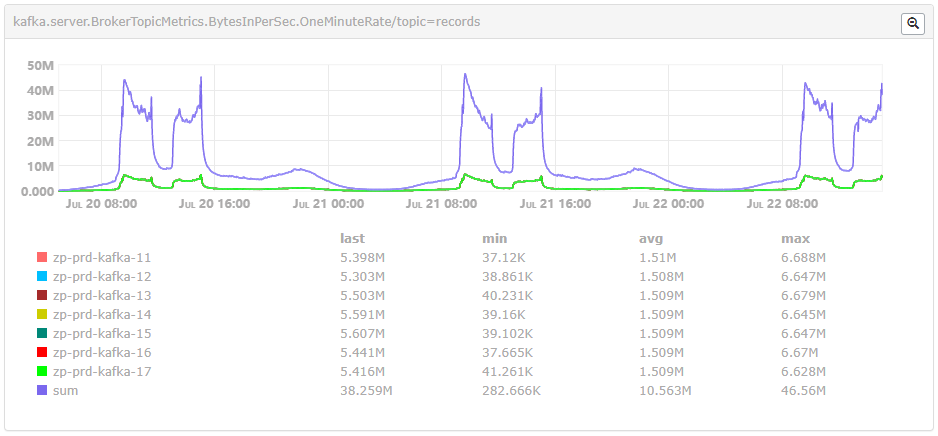 kafka.server.BrokerTopicMetrics.BytesInPerSec.OneMinuteRate/topic=records
50M
40M
30M
20M
10M
0.000
Jul 20 08:00 Jul 20 16:00 Jul 21 00:00 Jul 21 08:00 Jul 21 16:00 Jul 22 00:00 Jul 22 08:00
last min avg max
zp-prd-kafka-11 5.398M 37.12K 1.51M 6.688M
zp-prd-kafka-12 5.303M 38.861K 1.508M 6.647M
zp-prd-kafka-13 5.503M 40.231K 1.509M 6.679M
zp-prd-kafka-14 5.591M 39.16K 1.509M 6.645M
zp-prd-kafka-15 5.607M 39.102K 1.509M 6.647M
zp-prd-kafka-16 5.441M 37.665K 1.509M 6.67M
zp-prd-kafka-17 5.416M 41.261K 1.509M 6.628M
sum 38.259M 282.666K 10.563M 46.56M